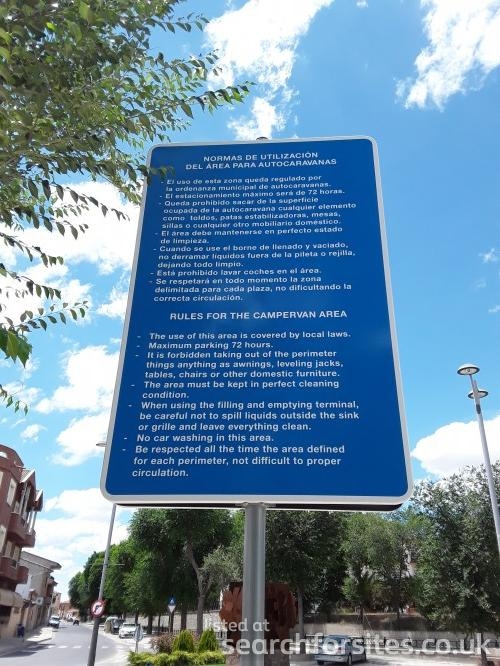 NORMAS DE UTILIZACIÓN
DEL ÁREA PARA AUTOCARAVANAS
- El uso de esta zona queda regulado por
la ordenanza municipal de autocaravanas.
- El estacionamiento máximo será de 72 horas.
- Queda prohibido sacar de la superficie
ocupada de la autocaravana cualquier elemento
como toldos, patas estabilizadoras, mesas,
sillas o cualquier otro mobiliario doméstico.
- El área debe mantenerse en perfecto estado
de limpieza.
- Cuando se use el borne de llenado y vaciado,
no derramar líquidos fuera de la pileta o rejilla,
dejando todo limpio.
- Está prohibido lavar coches en el área.
- Se respetará en todo momento la zona
delimitada para cada plaza, no dificultando la
correcta circulación.
RULES FOR THE CAMPERVAN AREA
- The use of this area is covered by local laws.
- Maximum parking 72 hours.
- It is forbidden taking out of the perimeter
things anything as awnings, leveling jacks,
tables, chairs or other domestic furniture.
- The area must be kept in perfect cleaning
condition.
- When using the filling and emptying terminal,
be careful not to spill liquids outside the sink
or grille and leave everything clean.
- No car washing in this area.
- Be respected all the time the area defined
for each perimeter, not difficult to proper
circulation.
listed at
searchforsites.co.uk